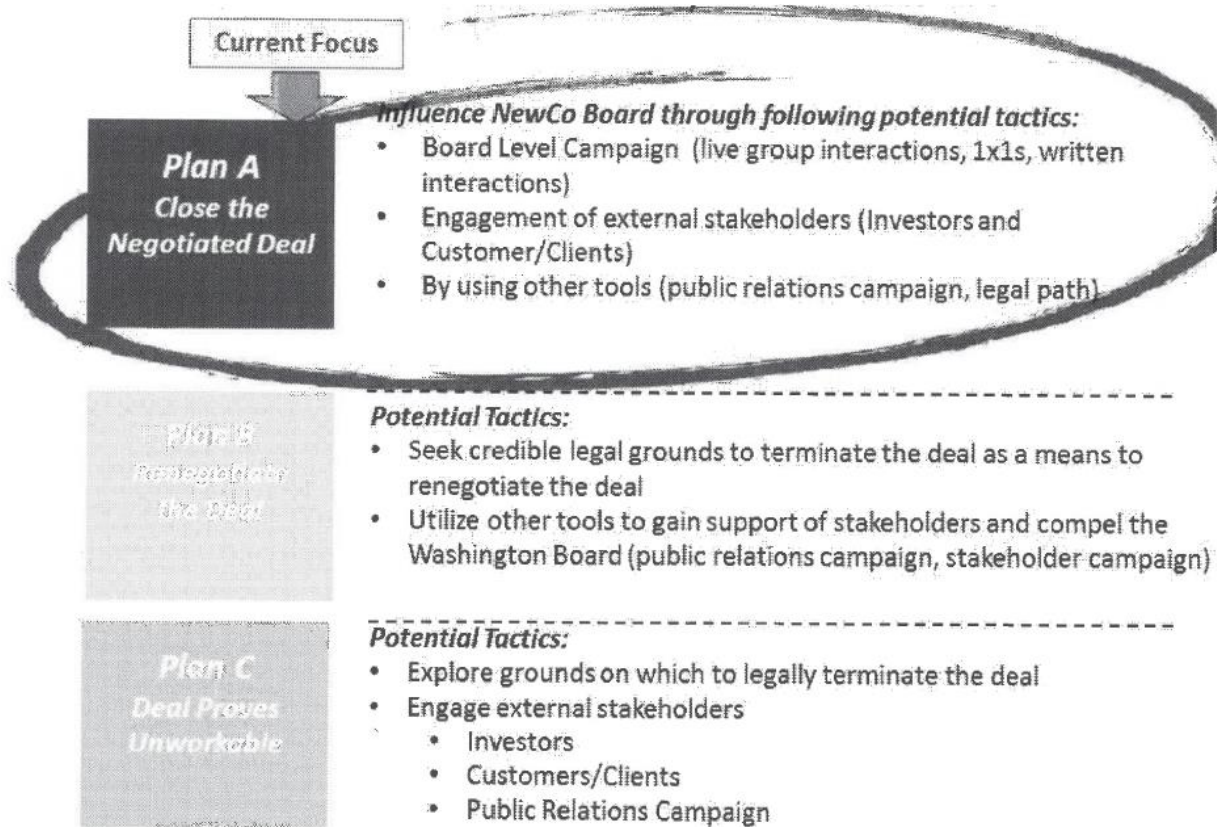 Current Focus
Plan A
Close the
Negotiated Deal
Influence NewCo Board through following potential tactics:
• Board Level Campaign (live group interactions, 1x1s, written
interactions)
• Engagement of external stakeholders (Investors and
Customer/Clients)
• By using other tools (public relations campaign, legal path)
Plan B
Renegotiate
the Deal
Potential Tactics:
• Seek credible legal grounds to terminate the deal as a means to
renegotiate the deal
• Utilize other tools to gain support of stakeholders and compel the
Washington Board (public relations campaign, stakeholder campaign)
Plan C
Deal Proves
Unworkable
Potential Tactics:
• Explore grounds on which to legally terminate the deal
• Engage external stakeholders
• Investors
• Customers/Clients
• Public Relations Campaign